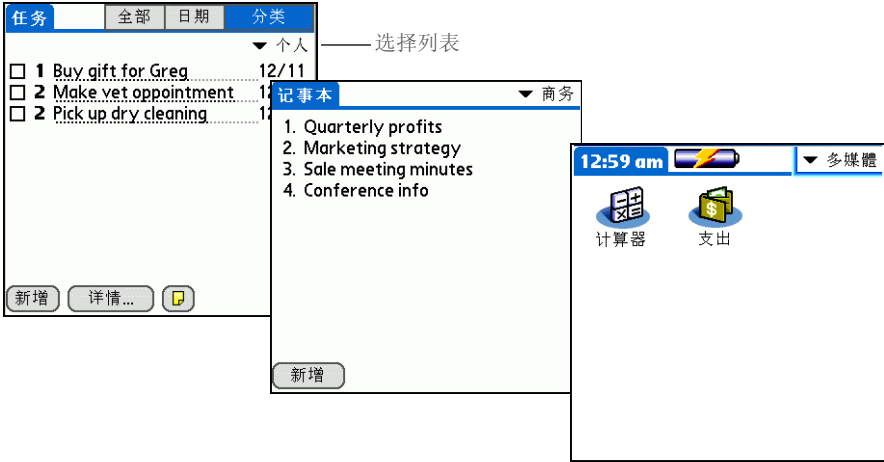 任务 全部 日期 分类
个人 选择列表
1 Buy gift for Greg 12/11
2 Make vet oppointment 1
2 Pick up dry cleaning 1
新增 详情...
记事本 商务
1. Quarterly profits
2. Marketing strategy
3. Sale meeting minutes
4. Conference info
新增
12:59 am 多媒體
计算器 支出